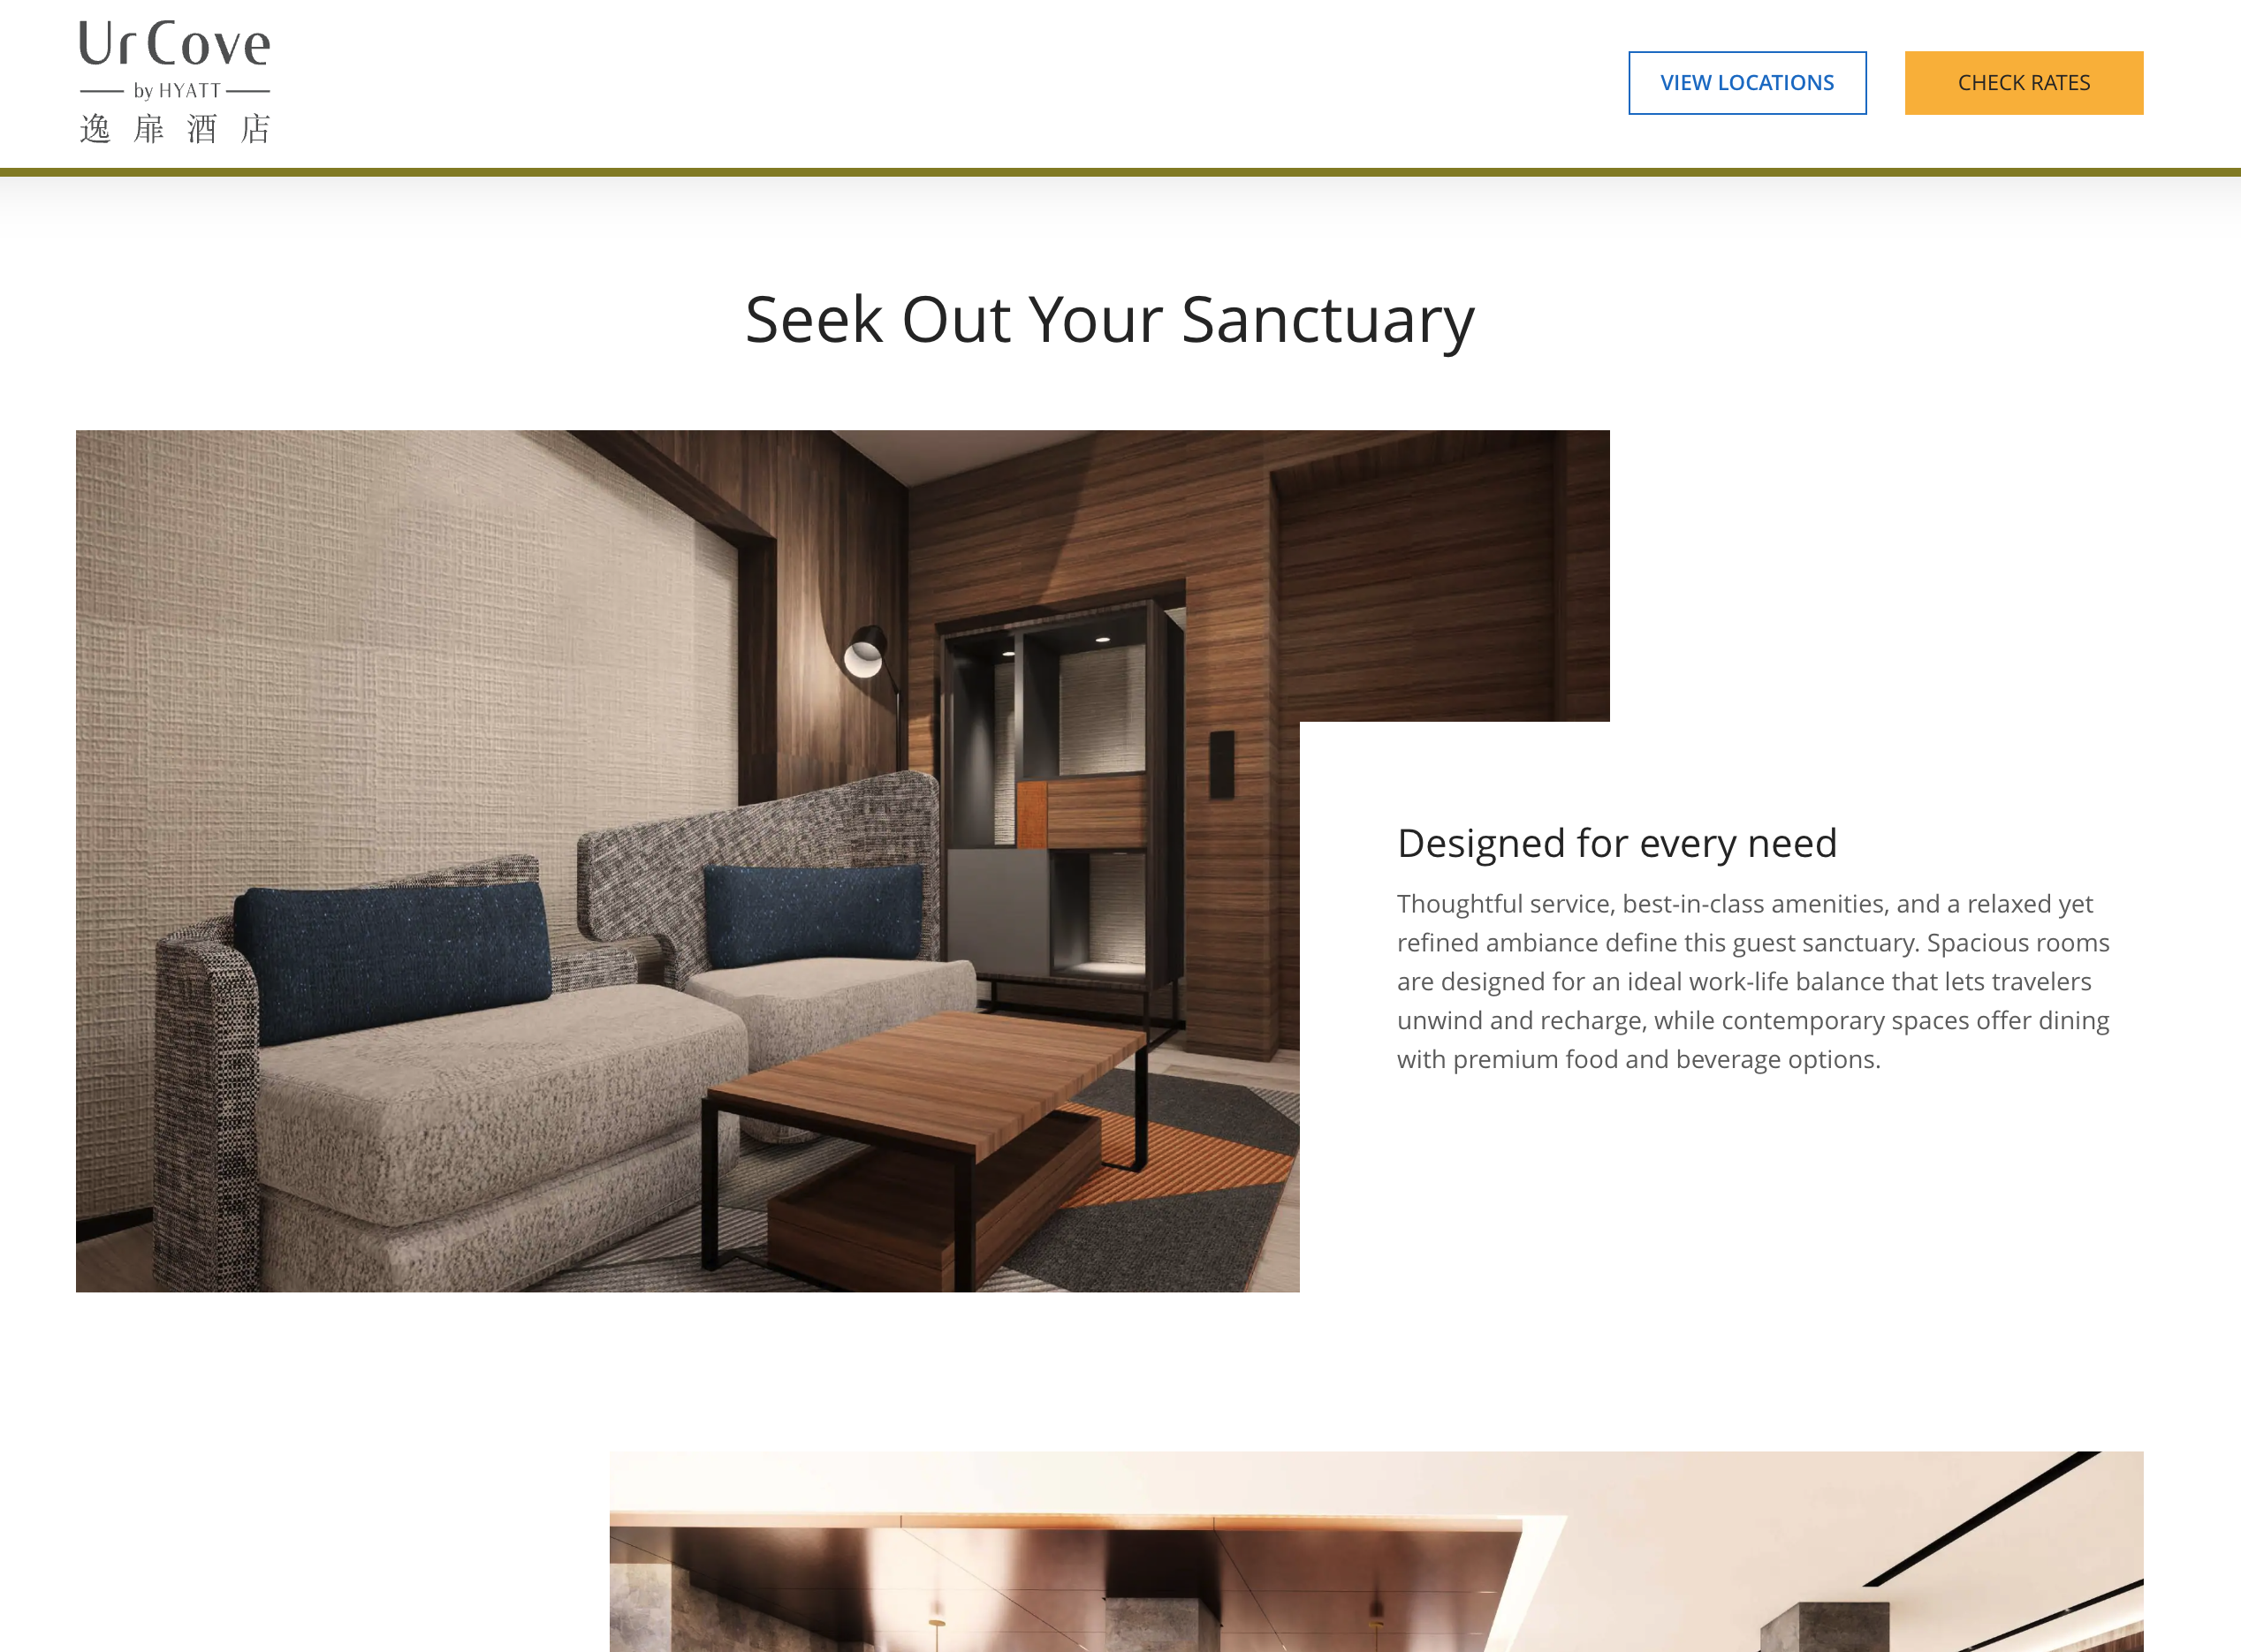 UrCove
by HYATT
逸扉酒店
VIEW LOCATIONS
CHECK RATES
Seek Out Your Sanctuary
Designed for every need
Thoughtful service, best-in-class amenities, and a relaxed yet
refined ambiance define this guest sanctuary. Spacious rooms
are designed for an ideal work-life balance that lets travelers
unwind and recharge, while contemporary spaces offer dining
with premium food and beverage options.